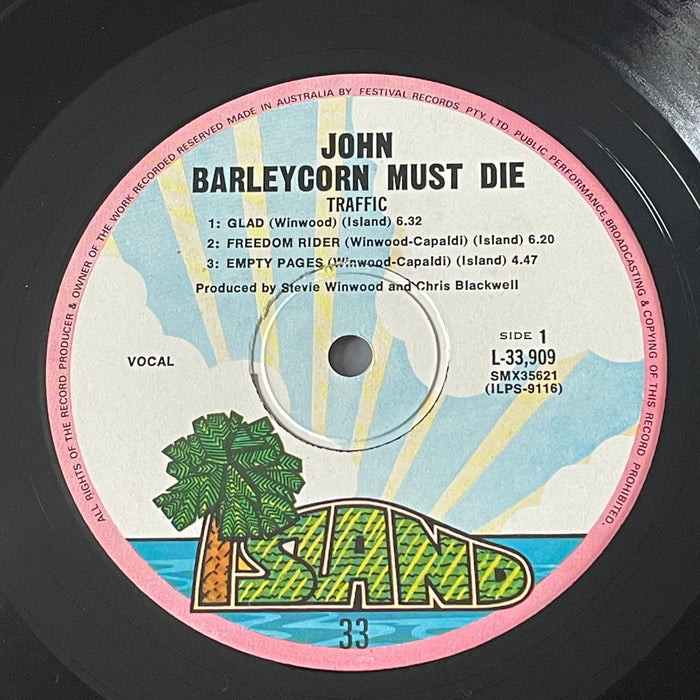 ALL RIGHTS OF THE RECORD PRODUCER & OWNER OF THE WORK RECORDED RESERVED MADE IN AUSTRALIA BY FESTIVAL RECORDS PTY. LTD. PUBLIC PERFORMANCE, BROADCASTING & COPYING OF THIS RECORD PROHIBITED.
JOHN
BARLEYCORN MUST DIE
TRAFFIC
1: GLAD (Winwood) (Island) 6.32
2: FREEDOM RIDER (Winwood-Capaldi) (Island) 6.20
3: EMPTY PAGES (Winwood-Capaldi) (Island) 4.47
Produced by Stevie Winwood and Chris Blackwell
VOCAL
SIDE 1
L-33,909
SMX35621
(ILPS-9116)
ISLAND
33